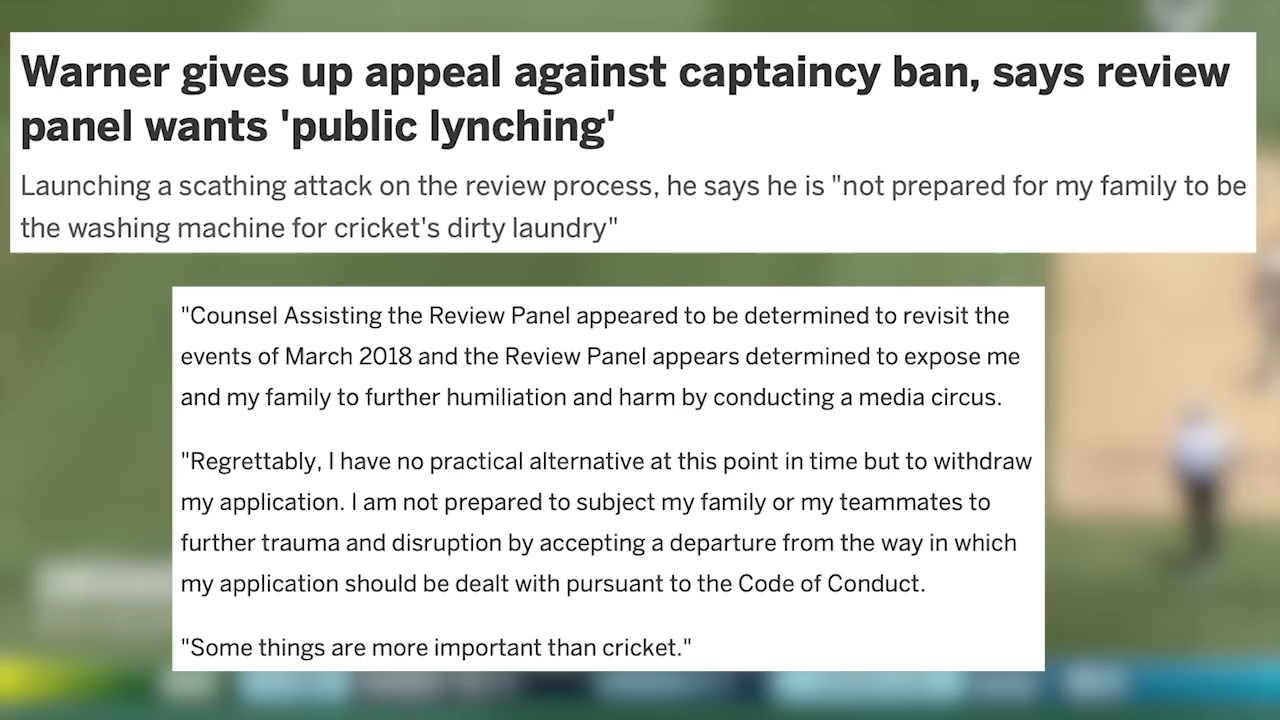 Warner gives up appeal against captaincy ban, says review
panel wants 'public lynching'
Launching a scathing attack on the review process, he says he is "not prepared for my family to be
the washing machine for cricket's dirty laundry"
"Counsel Assisting the Review Panel appeared to be determined to revisit the
events of March 2018 and the Review Panel appears determined to expose me
and my family to further humiliation and harm by conducting a media circus.
"Regrettably, I have no practical alternative at this point in time but to withdraw
my application. I am not prepared to subject my family or my teammates to
further trauma and disruption by accepting a departure from the way in which
my application should be dealt with pursuant to the Code of Conduct.
"Some things are more important than cricket."